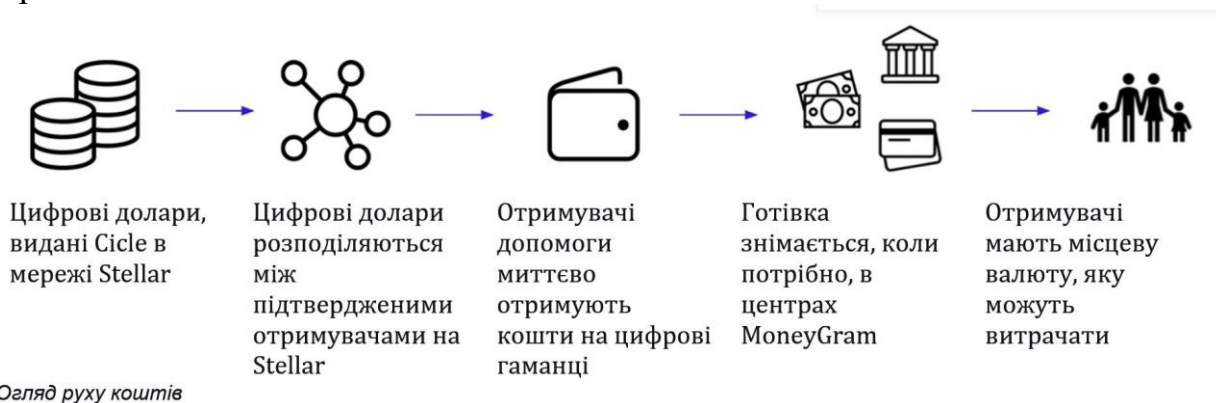 Цифрові долари,
видані Cicle в
мережі Stellar
Цифрові долари
розподіляються
між
підтвердженими
отримувачами на
Stellar
Отримувачі
допомоги
миттєво
отримують
кошти на цифрові
гаманці
Готівка
знімається, коли
потрібно, в
центрах
MoneyGram
Отримувачі
мають місцеву
валюту, яку
можуть
витрачати
Огляд руху коштів